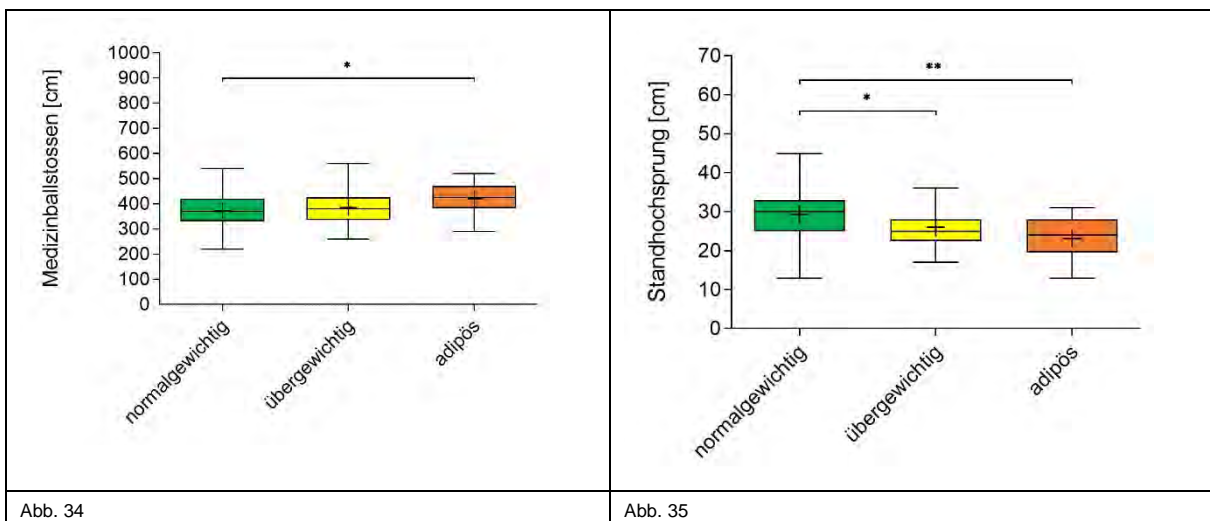 Medizinballstossen [cm]
1000
900
800
700
600
500
400
300
200
100
0
*
normalgewichtig
übergewichtig
adipös
Abb. 34
Standhochsprung [cm]
70
60
50
40
30
20
10
0
**
*
normalgewichtig
übergewichtig
adipös
Abb. 35